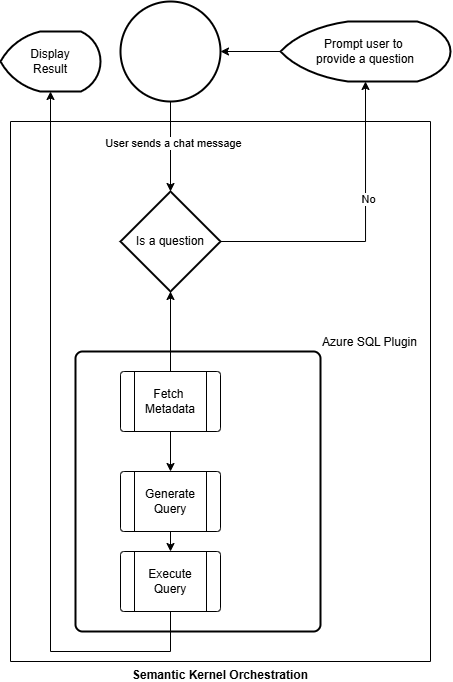 Display
Result
Prompt user to
provide a question
User sends a chat message
Is a question
No
Azure SQL Plugin
Fetch
Metadata
Generate
Query
Execute
Query
Semantic Kernel Orchestration